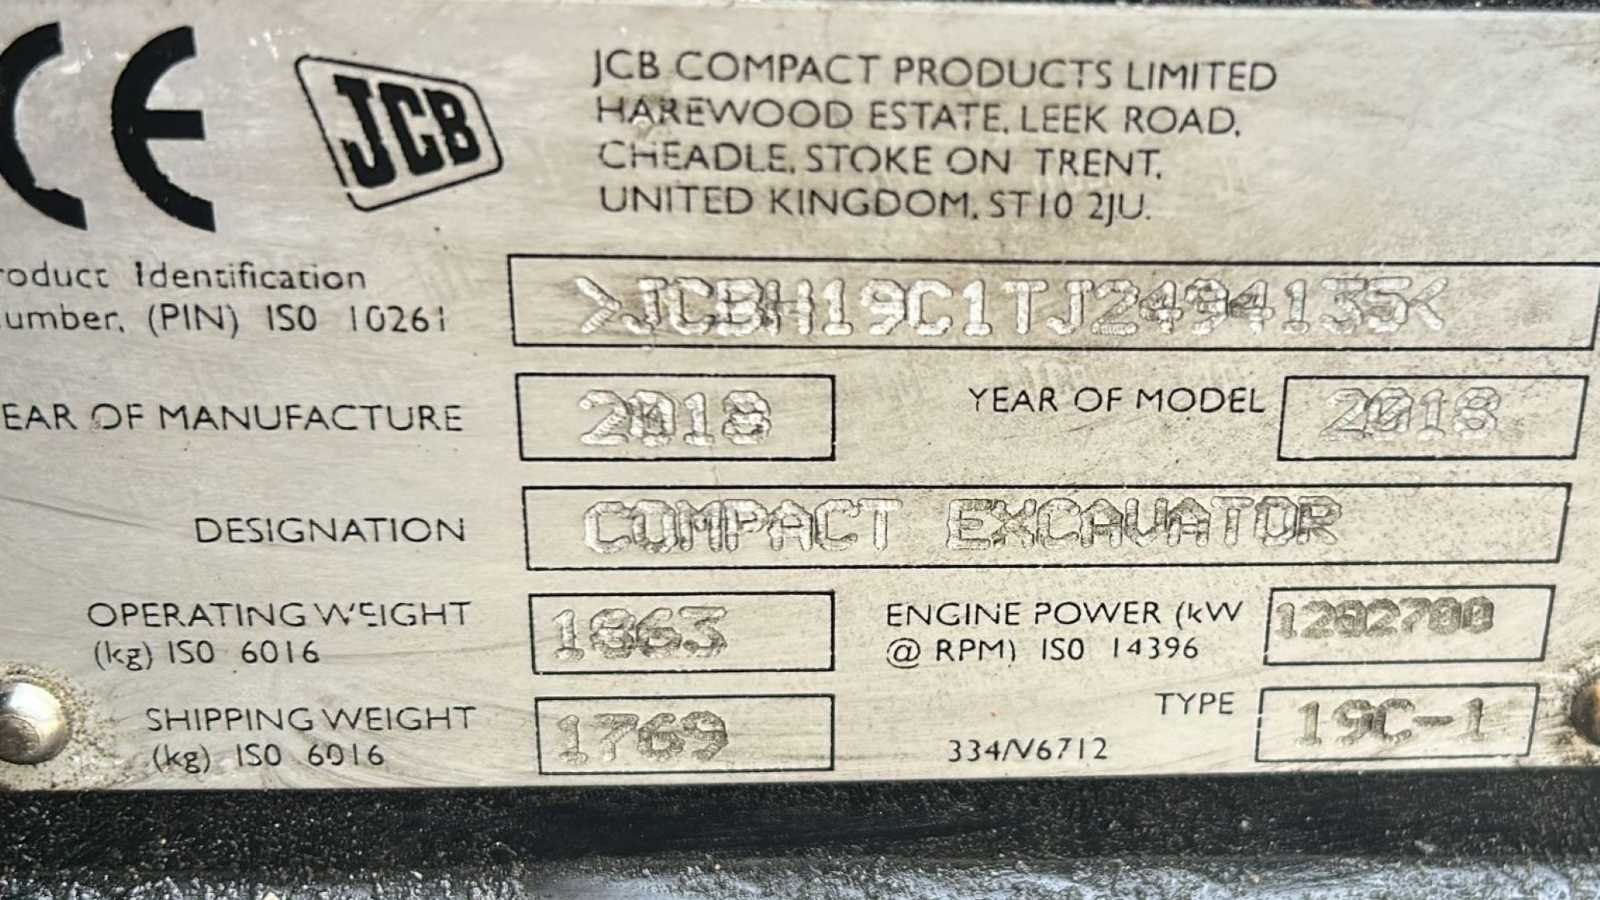 CE JCB
JCB COMPACT PRODUCTS LIMITED
HAREWOOD ESTATE, LEEK ROAD,
CHEADLE, STOKE ON TRENT,
UNITED KINGDOM, ST10 2JU.
roduct Identification
umber, (PIN) ISO 10261
>JCBH19C1TJ2494135<
EAR OF MANUFACTURE 2018 YEAR OF MODEL 2018
DESIGNATION COMPACT EXCAVATOR
OPERATING WEIGHT
(kg) ISO 6016
1863
ENGINE POWER (kW
@ RPM) ISO 14396
SHIPPING WEIGHT
(kg) ISO 6016
1769
334/V6712
TYPE 19C-1